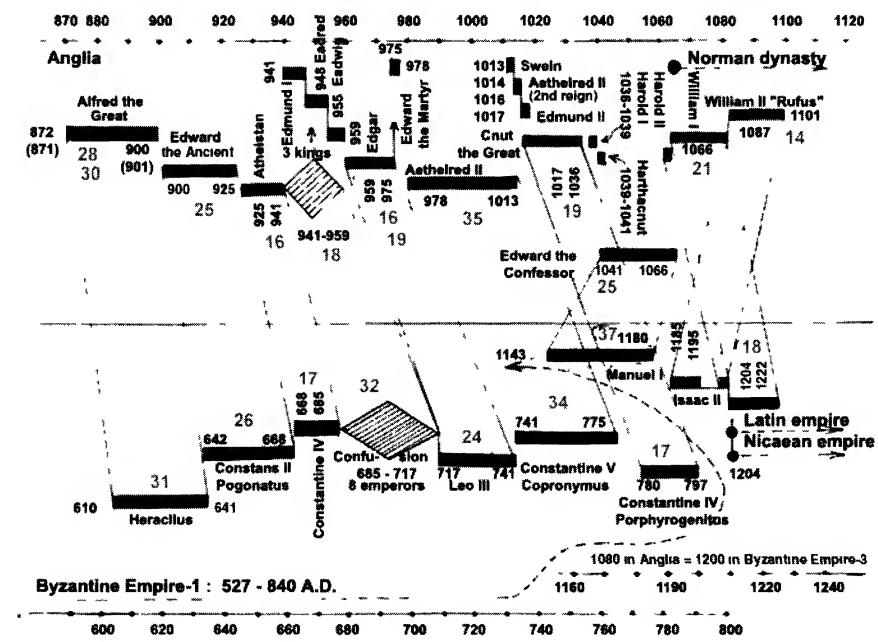 870 880 900 940 960 980 1000 1020 1040 1060 1080 1100 1120
Anglia
941
Edmund I
948 Eadred
955 Eadwig
975
978
1013 Swein
1014 Aethelred II
(2nd reign)
1016
1017 Edmund II
1036-1039
Harold I
Harold II
William I
Norman dynasty
William II "Rufus"
1101
1087
14
Alfred the
Great
872
(871)
900
(901)
28
30
Edward
the Ancient
900 925
25
Athelstan
925
941
16
3 kings
941-959
18
959
Edgar
959
975
16
19
Edward
the Martyr
Aethelred II
978 1013
35
Cnut
the Great
1017
1036
19
1039-1041
Harthacnut
1066
21
Edward the
Confessor
1041 1066
25
37
1143
1180
Manuel I
1185
1195
Isaac II
18
1204
1222
Latin empire
Nicaean empire
1204
17
668
685
Constantine IV
32
Confu- sion
685 - 717
8 emperors
26
642 668
Constans II
Pogonatus
31
610
641
Heraclius
24
717 741
Leo III
34
741 775
Constantine V
Copronymus
17
780 797
Constantine IV
Porphyrogenitus
1080 in Anglia = 1200 in Byzantine Empire-3
Byzantine Empire-1 : 527 - 840 A.D.
1160 1190 1220 1240
600 620 640 660 680 700 720 740 760 780 800